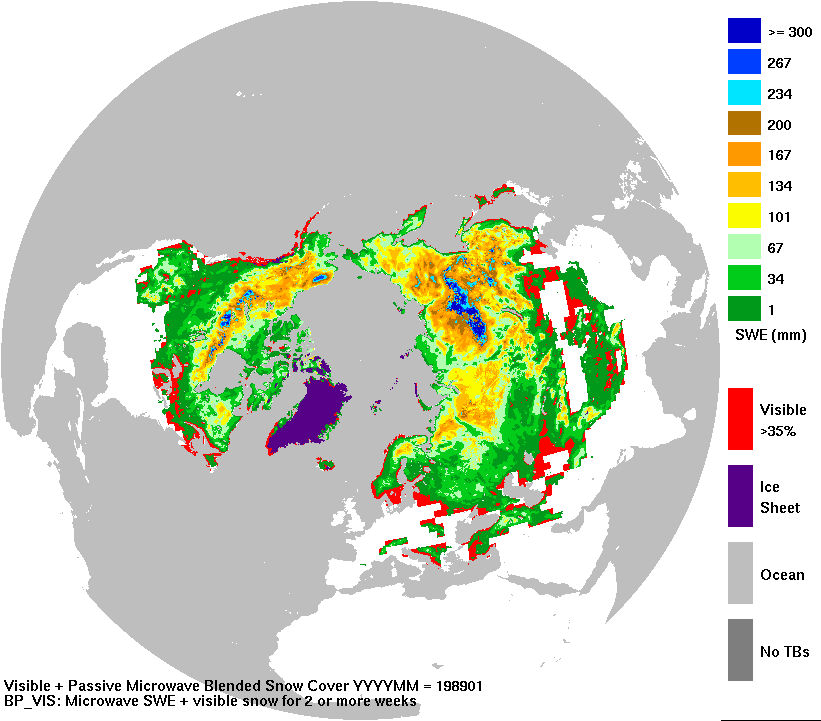 >= 300
267
234
200
167
134
101
67
34
1
SWE (mm)
Visible
>35%
Ice
Sheet
Ocean
No TBs
Visible + Passive Microwave Blended Snow Cover YYYYMM = 198901
BP_VIS: Microwave SWE + visible snow for 2 or more weeks